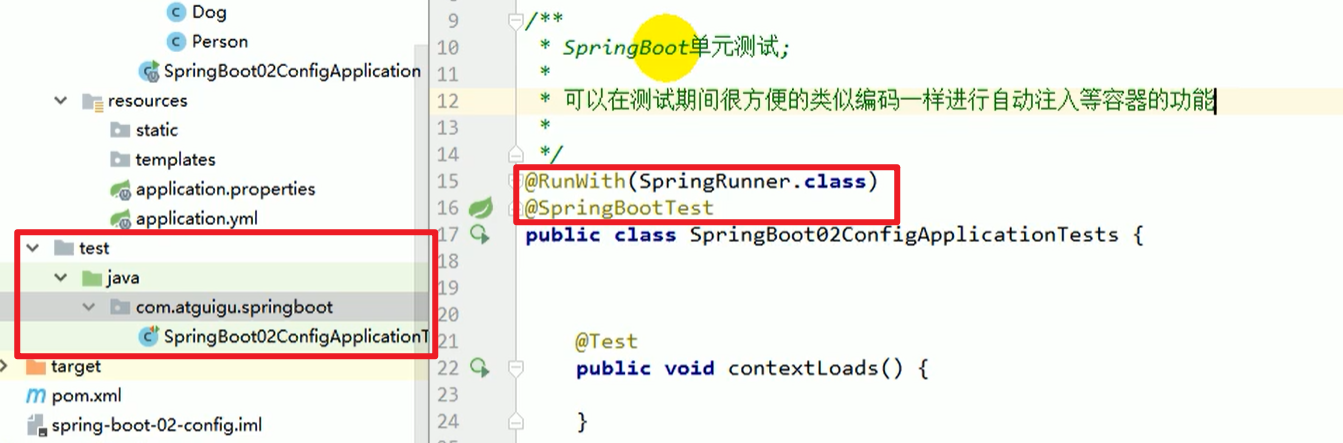 Dog
Person
SpringBoot02ConfigApplication
resources
static
templates
application.properties
application.yml
test
java
com.atguigu.springboot
SpringBoot02ConfigApplicationT
target
pom.xml
spring-boot-02-config.iml
9 /**
10 * SpringBoot单元测试;
11 *
12 * 可以在测试期间很方便的类似编码一样进行自动注入等容器的功能
13 *
14 */
15 @RunWith(SpringRunner.class)
16 @SpringBootTest
17 public class SpringBoot02ConfigApplicationTests {
18
19
20
21 @Test
22 public void contextLoads() {
23
24 }